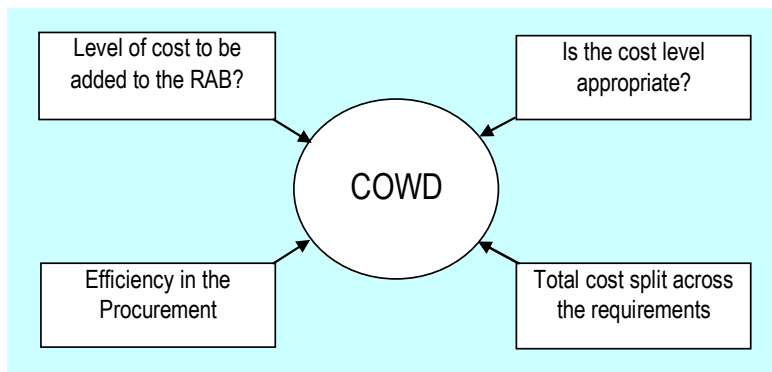 Level of cost to be
added to the RAB?
Is the cost level
appropriate?
COWD
Efficiency in the
Procurement
Total cost split across
the requirements